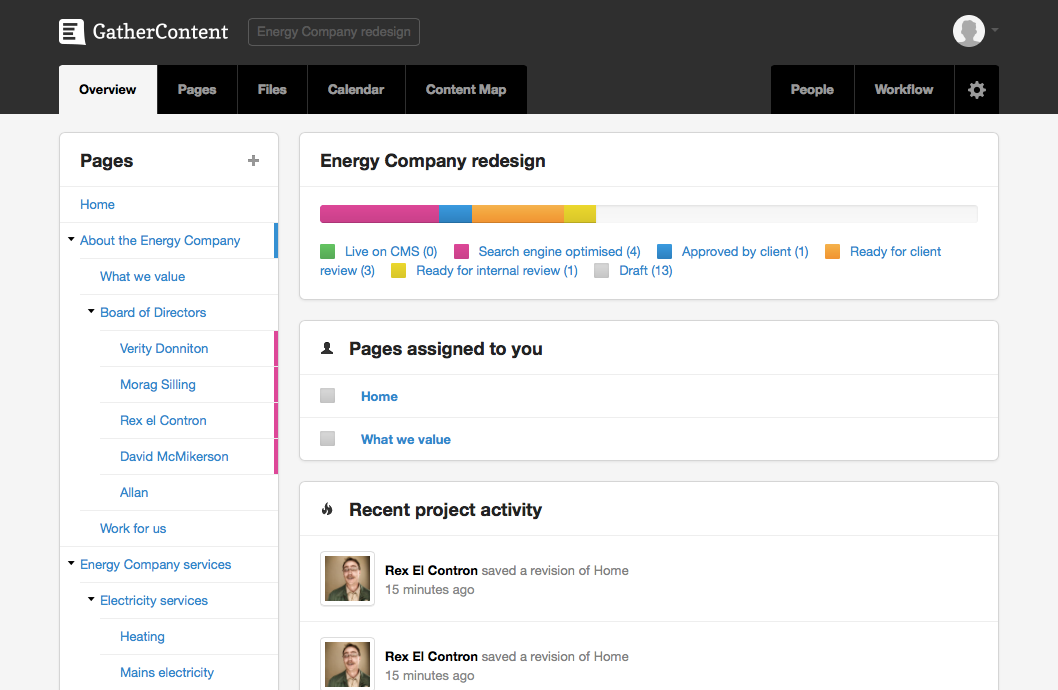 GatherContent
Energy Company redesign
Overview
Pages
Files
Calendar
Content Map
People
Workflow
Pages
Home
About the Energy Company
What we value
Board of Directors
Verity Donniton
Morag Silling
Rex el Contron
David McMikerson
Allan
Work for us
Energy Company services
Electricity services
Heating
Mains electricity
Energy Company redesign
Live on CMS (0) Search engine optimised (4) Approved by client (1) Ready for client
review (3) Ready for internal review (1) Draft (13)
Pages assigned to you
Home
What we value
Recent project activity
Rex El Contron saved a revision of Home
15 minutes ago
Rex El Contron saved a revision of Home
15 minutes ago